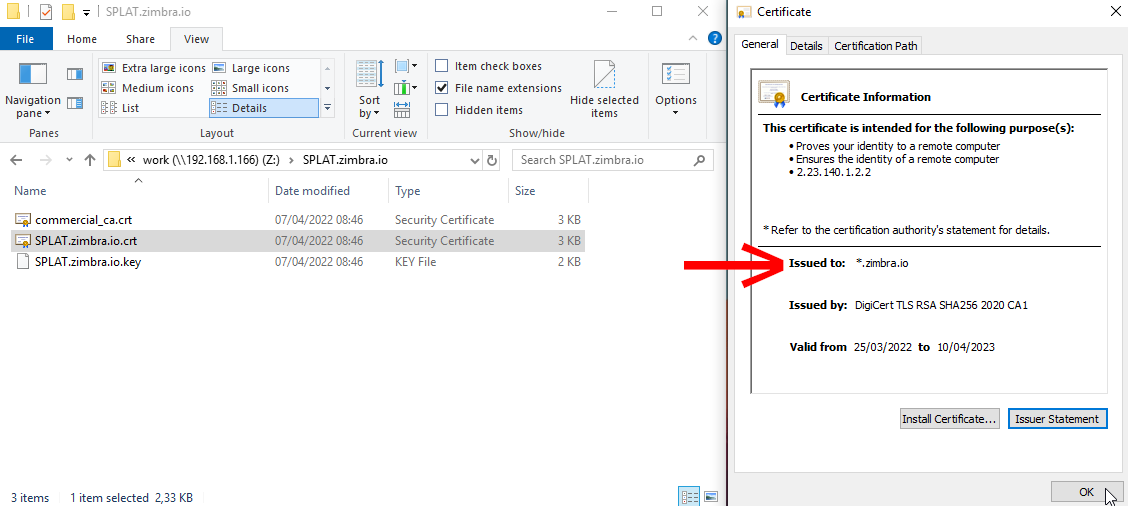 SPLAT.zimbra.io
File Home Share View
Navigation pane
Panes
Extra large icons Large icons
Medium icons Small icons
List Details
Layout
Sort by
Current view
Item check boxes
File name extensions
Hidden items
Hide selected items
Show/hide
Options
« work (\\192.168.1.166) (Z:) > SPLAT.zimbra.io
Search SPLAT.zimbra.io
Name Date modified Type Size
commercial_ca.crt 07/04/2022 08:46 Security Certificate 3 KB
SPLAT.zimbra.io.crt 07/04/2022 08:46 Security Certificate 3 KB
SPLAT.zimbra.io.key 07/04/2022 08:46 KEY File 2 KB
3 items 1 item selected 2,33 KB
Certificate
General Details Certification Path
Certificate Information
This certificate is intended for the following purpose(s):
• Proves your identity to a remote computer
• Ensures the identity of a remote computer
• 2.23.140.1.2.2
* Refer to the certification authority's statement for details.
Issued to: *.zimbra.io
Issued by: DigiCert TLS RSA SHA256 2020 CA1
Valid from 25/03/2022 to 10/04/2023
Install Certificate... Issuer Statement
OK